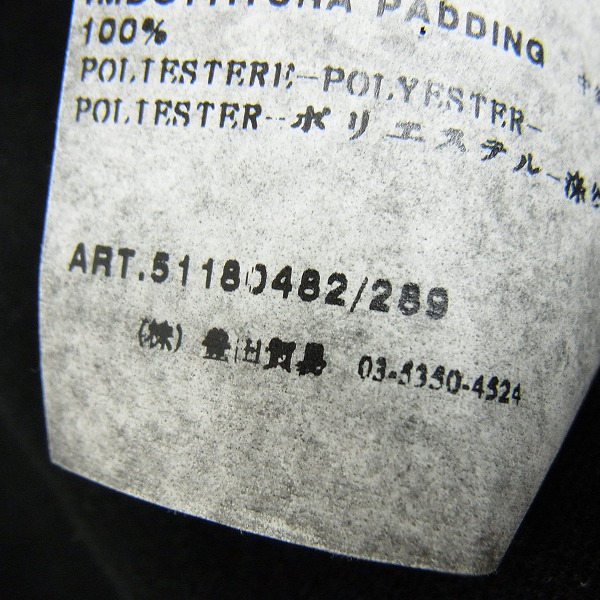 IMBOTTITURA PADDING
100%
POLIESTERE-POLYESTER-
POLIESTER--ポリエステル-
ART.51180482/289
(株) 豊田貿易 03-5350-4524